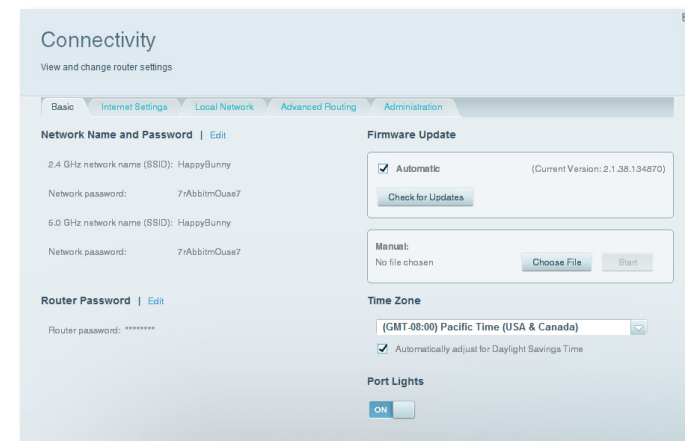 Connectivity
View and change router settings
Basic Internet Settings Local Network Advanced Routing Administration
Network Name and Password | Edit
2.4 GHz network name (SSID): HappyBunny
Network password: 7rAbbitmOuse7
5.0 GHz network name (SSID): HappyBunny
Network password: 7rAbbitmOuse7
Router Password | Edit
Router password: ********
Firmware Update
Automatic (Current Version: 2.1.38.134870)
Check for Updates
Manual:
No file chosen Choose File Start
Time Zone
(GMT-08:00) Pacific Time (USA & Canada)
Automatically adjust for Daylight Savings Time
Port Lights
ON